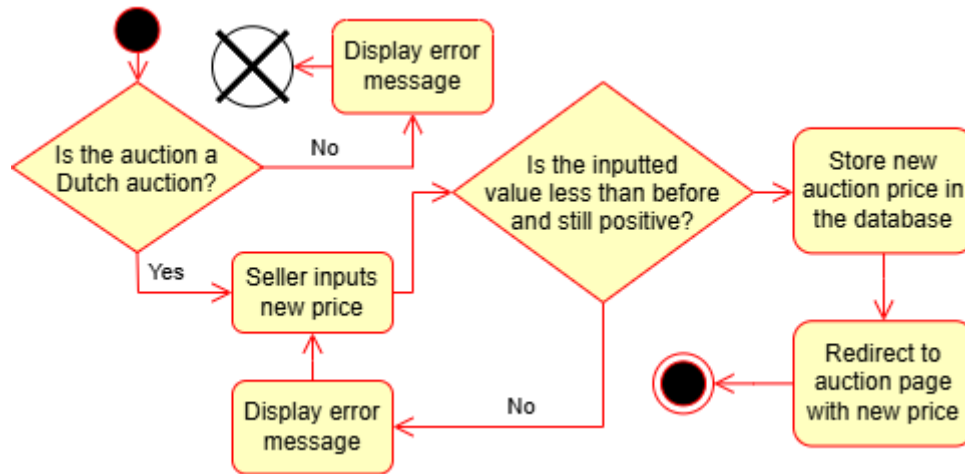 Display error
message
Is the auction a
Dutch auction?
No
Is the inputted
value less than before
and still positive?
Store new
auction price in
the database
Yes
Seller inputs
new price
Display error
message
No
Redirect to
auction page
with new price